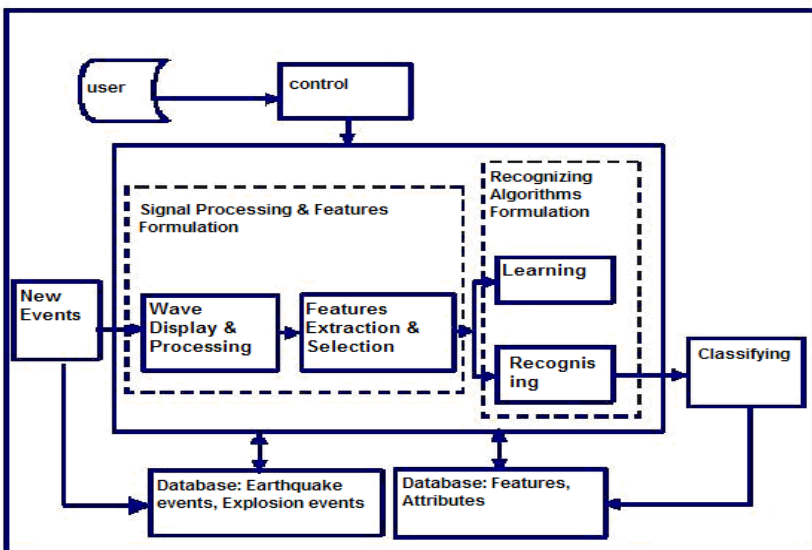 user
control
Signal Processing & Features
Formulation
Recognizing
Algorithms
Formulation
New
Events
Wave
Display &
Processing
Features
Extraction &
Selection
Learning
Recognis
ing
Classifying
Database: Earthquake
events, Explosion events
Database: Features,
Attributes